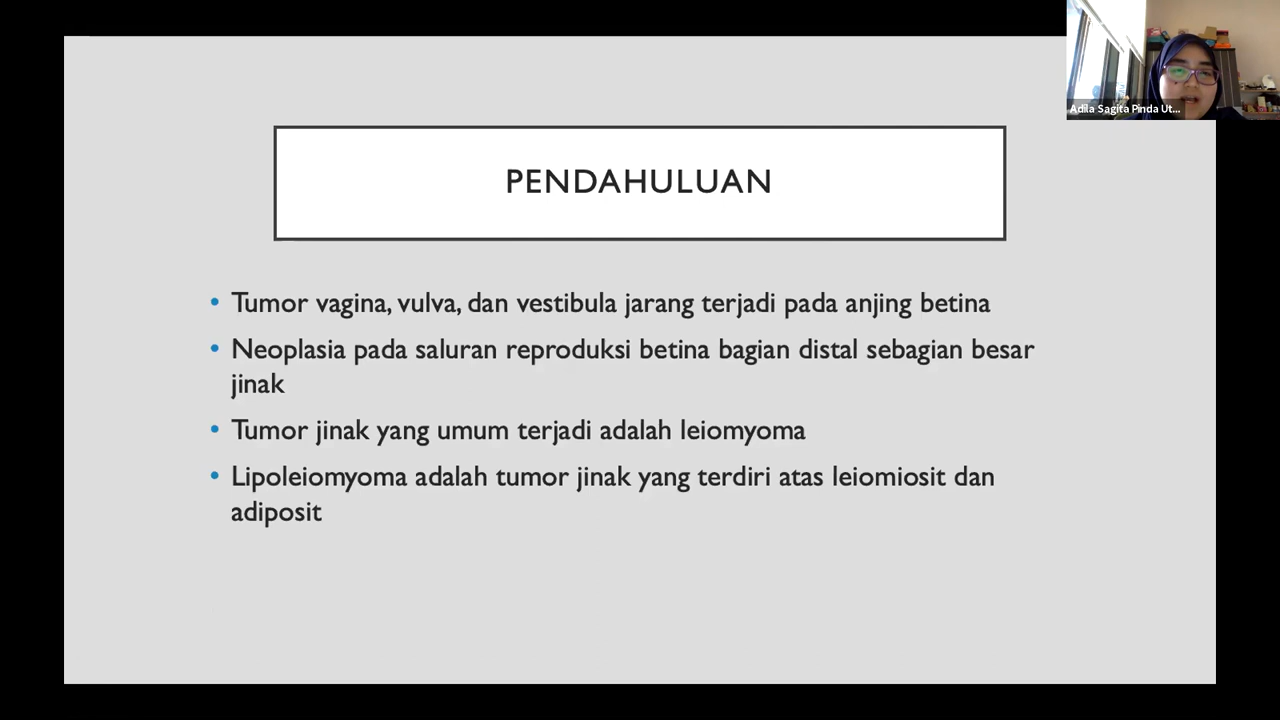 Adila Sagita Pinda Ut...
PENDAHULUAN
• Tumor vagina, vulva, dan vestibula jarang terjadi pada anjing betina
• Neoplasia pada saluran reproduksi betina bagian distal sebagian besar
jinak
• Tumor jinak yang umum terjadi adalah leiomyoma
• Lipoleiomyoma adalah tumor jinak yang terdiri atas leiomiosit dan
adiposit